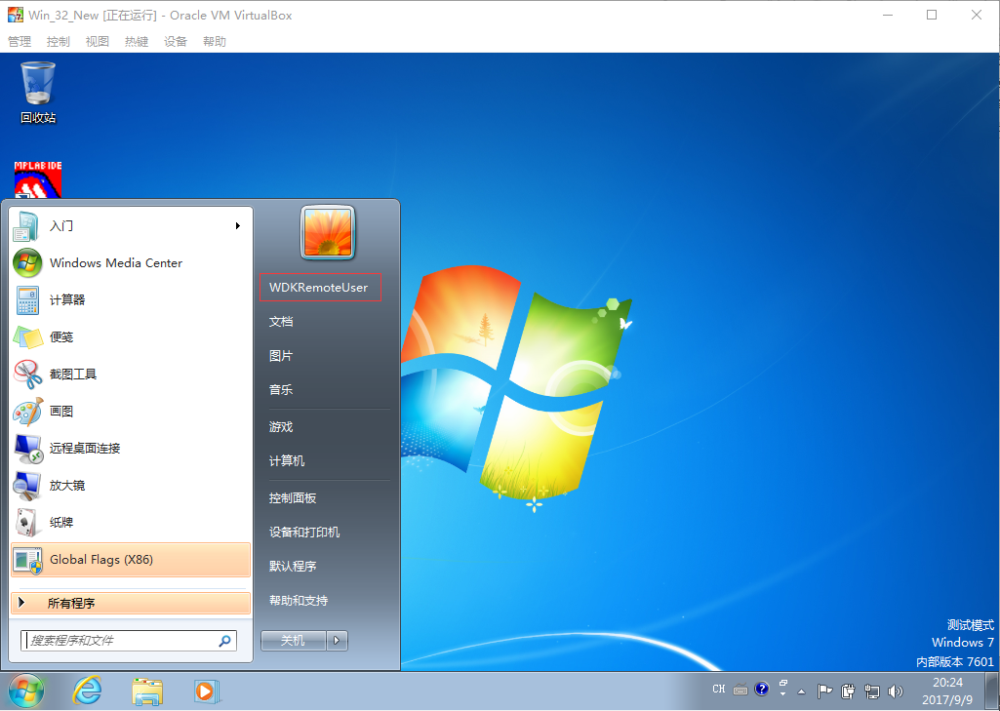 Win_32_New [正在运行] - Oracle VM VirtualBox
管理 控制 视图 热键 设备 帮助
回收站
MPLAB IDE
入门
Windows Media Center
计算器
便笺
截图工具
画图
远程桌面连接
放大镜
纸牌
Global Flags (X86)
所有程序
搜索程序和文件
WDKRemoteUser
文档
图片
音乐
游戏
计算机
控制面板
设备和打印机
默认程序
帮助和支持
关机
测试模式
Windows 7
内部版本 7601
CH
20:24
2017/9/9